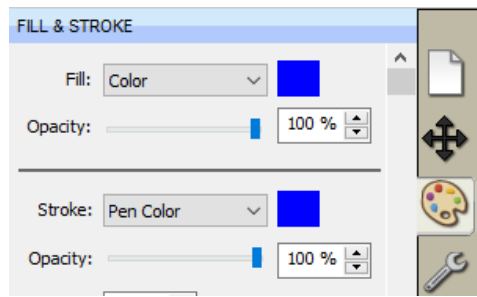 FILL & STROKE
Fill: Color
Opacity: 100 %
Stroke: Pen Color
Opacity: 100 %